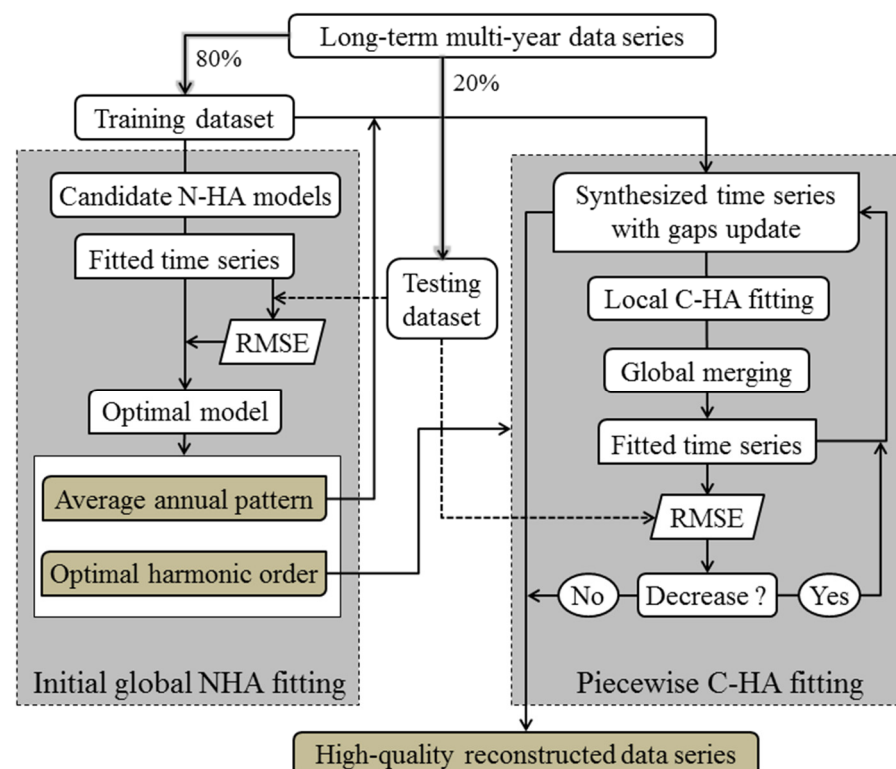 Long-term multi-year data series
80%
20%
Training dataset
Candidate N-HA models
Fitted time series
RMSE
Optimal model
Average annual pattern
Optimal harmonic order
Initial global NHA fitting
Testing
dataset
Synthesized time series
with gaps update
Local C-HA fitting
Global merging
Fitted time series
RMSE
No
Decrease ?
Yes
Piecewise C-HA fitting
High-quality reconstructed data series